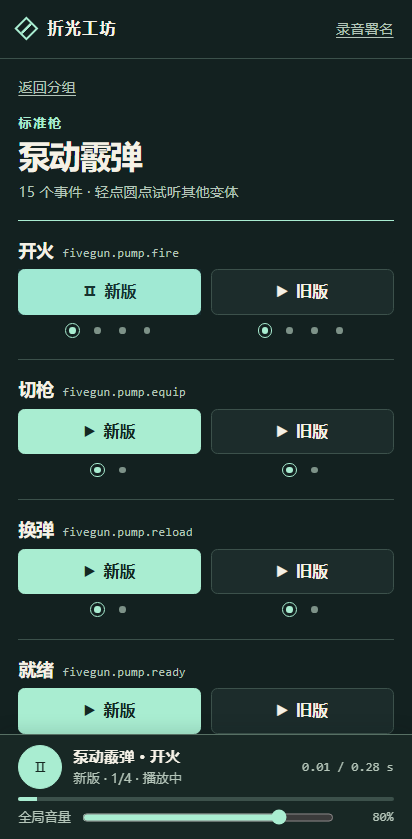 折光工坊
录音署名
返回分组
标准枪
泵动霰弹
15 个事件 · 轻点圆点试听其他变体
开火 fivegun.pump.fire
新版
旧版
切枪 fivegun.pump.equip
新版
旧版
换弹 fivegun.pump.reload
新版
旧版
就绪 fivegun.pump.ready
新版
旧版
泵动霰弹 · 开火
新版 · 1/4 · 播放中
0.01 / 0.28 s
全局音量
80%